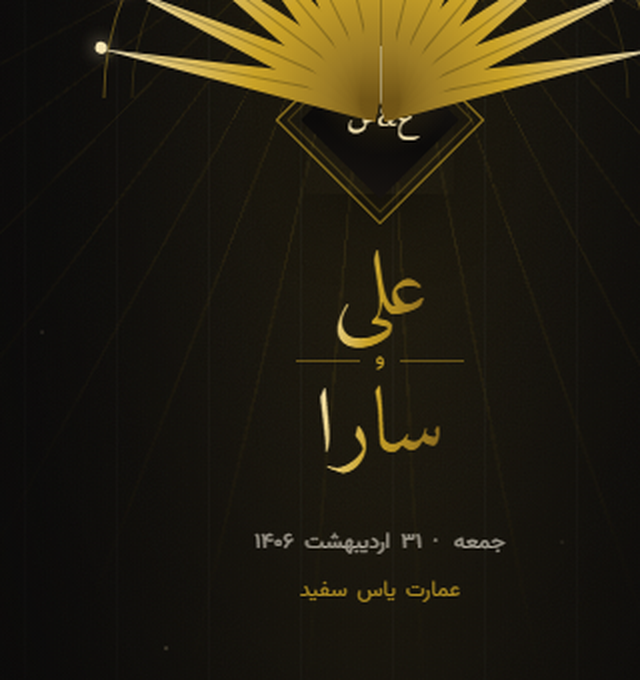 علی
و
سارا
جمعه · ۳۱ اردیبهشت ۱۴۰۶
عمارت یاس سفید